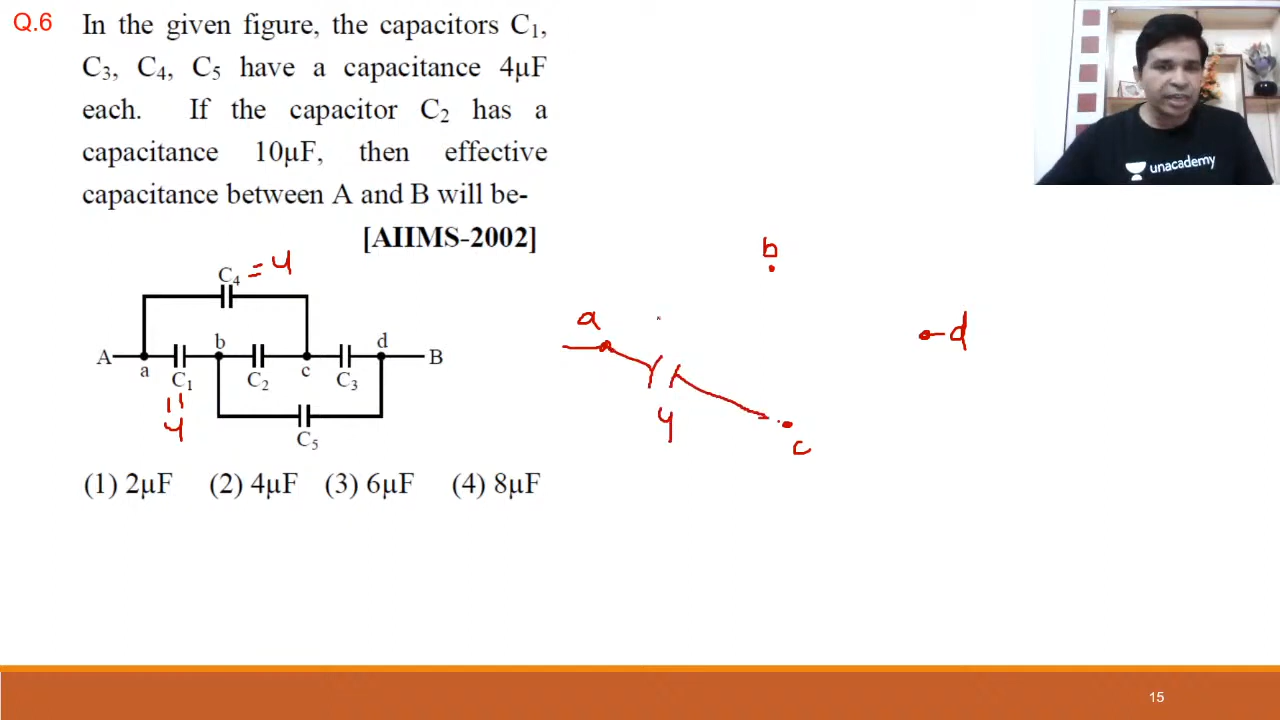 Q.6 In the given figure, the capacitors C₁,
C₃, C₄, C₅ have a capacitance 4μF
each. If the capacitor C₂ has a
capacitance 10μF, then effective
capacitance between A and B will be-
[AIIMS-2002]
C₄ = 4
A a C₁ b C₂ c C₃ d B
4
C₅
(1) 2μF (2) 4μF (3) 6μF (4) 8μF
b
a
d
4
c
unacademy
15